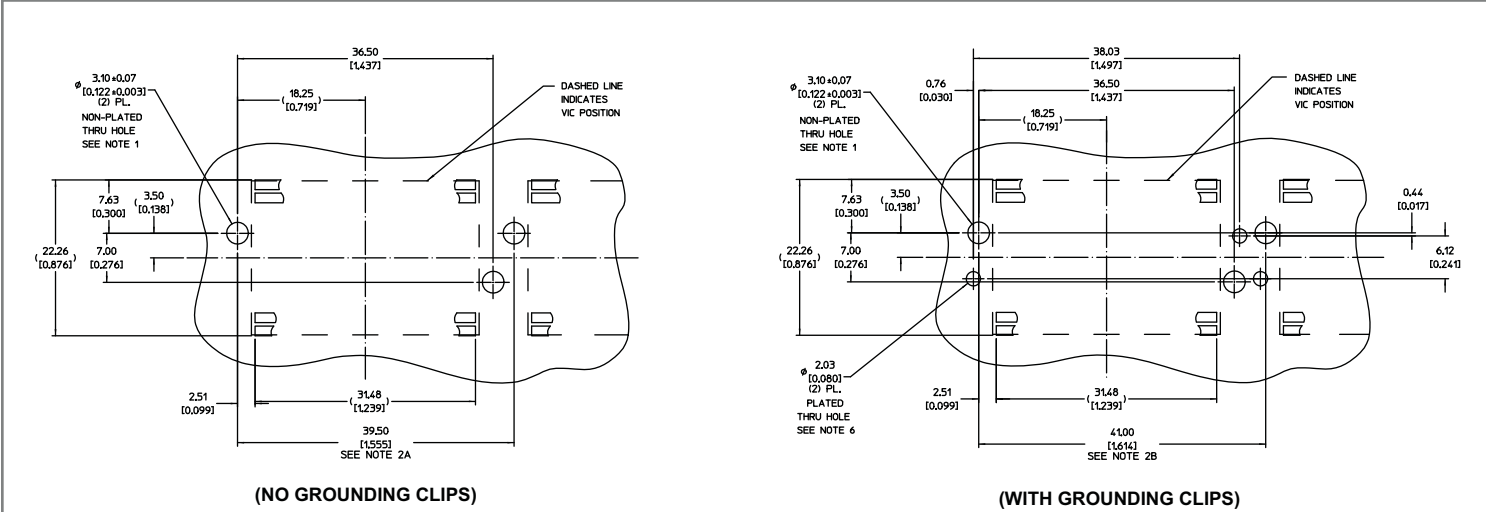 36.50
[1.437]
3.10±0.07
⌀ [0.122±0.003]
(2) PL.
NON-PLATED
THRU HOLE
SEE NOTE 1
( 18.25 )
[0.719]
DASHED LINE
INDICATES
VIC POSITION
7.63
[0.300]
( 3.50 )
[0.138]
( 22.26 )
[0.876]
7.00
[0.276]
2.51
[0.099]
( 31.48 )
[1.239]
39.50
[1.555]
SEE NOTE 2A
(NO GROUNDING CLIPS)
38.03
[1.497]
3.10±0.07
⌀ [0.122±0.003]
(2) PL.
NON-PLATED
THRU HOLE
SEE NOTE 1
0.76
[0.030]
36.50
[1.437]
( 18.25 )
[0.719]
DASHED LINE
INDICATES
VIC POSITION
7.63
[0.300]
( 3.50 )
[0.138]
0.44
[0.017]
( 22.26 )
[0.876]
7.00
[0.276]
6.12
[0.241]
⌀ 2.03
[0.080]
(2) PL.
PLATED
THRU HOLE
SEE NOTE 6
2.51
[0.099]
( 31.48 )
[1.239]
41.00
[1.614]
SEE NOTE 2B
(WITH GROUNDING CLIPS)